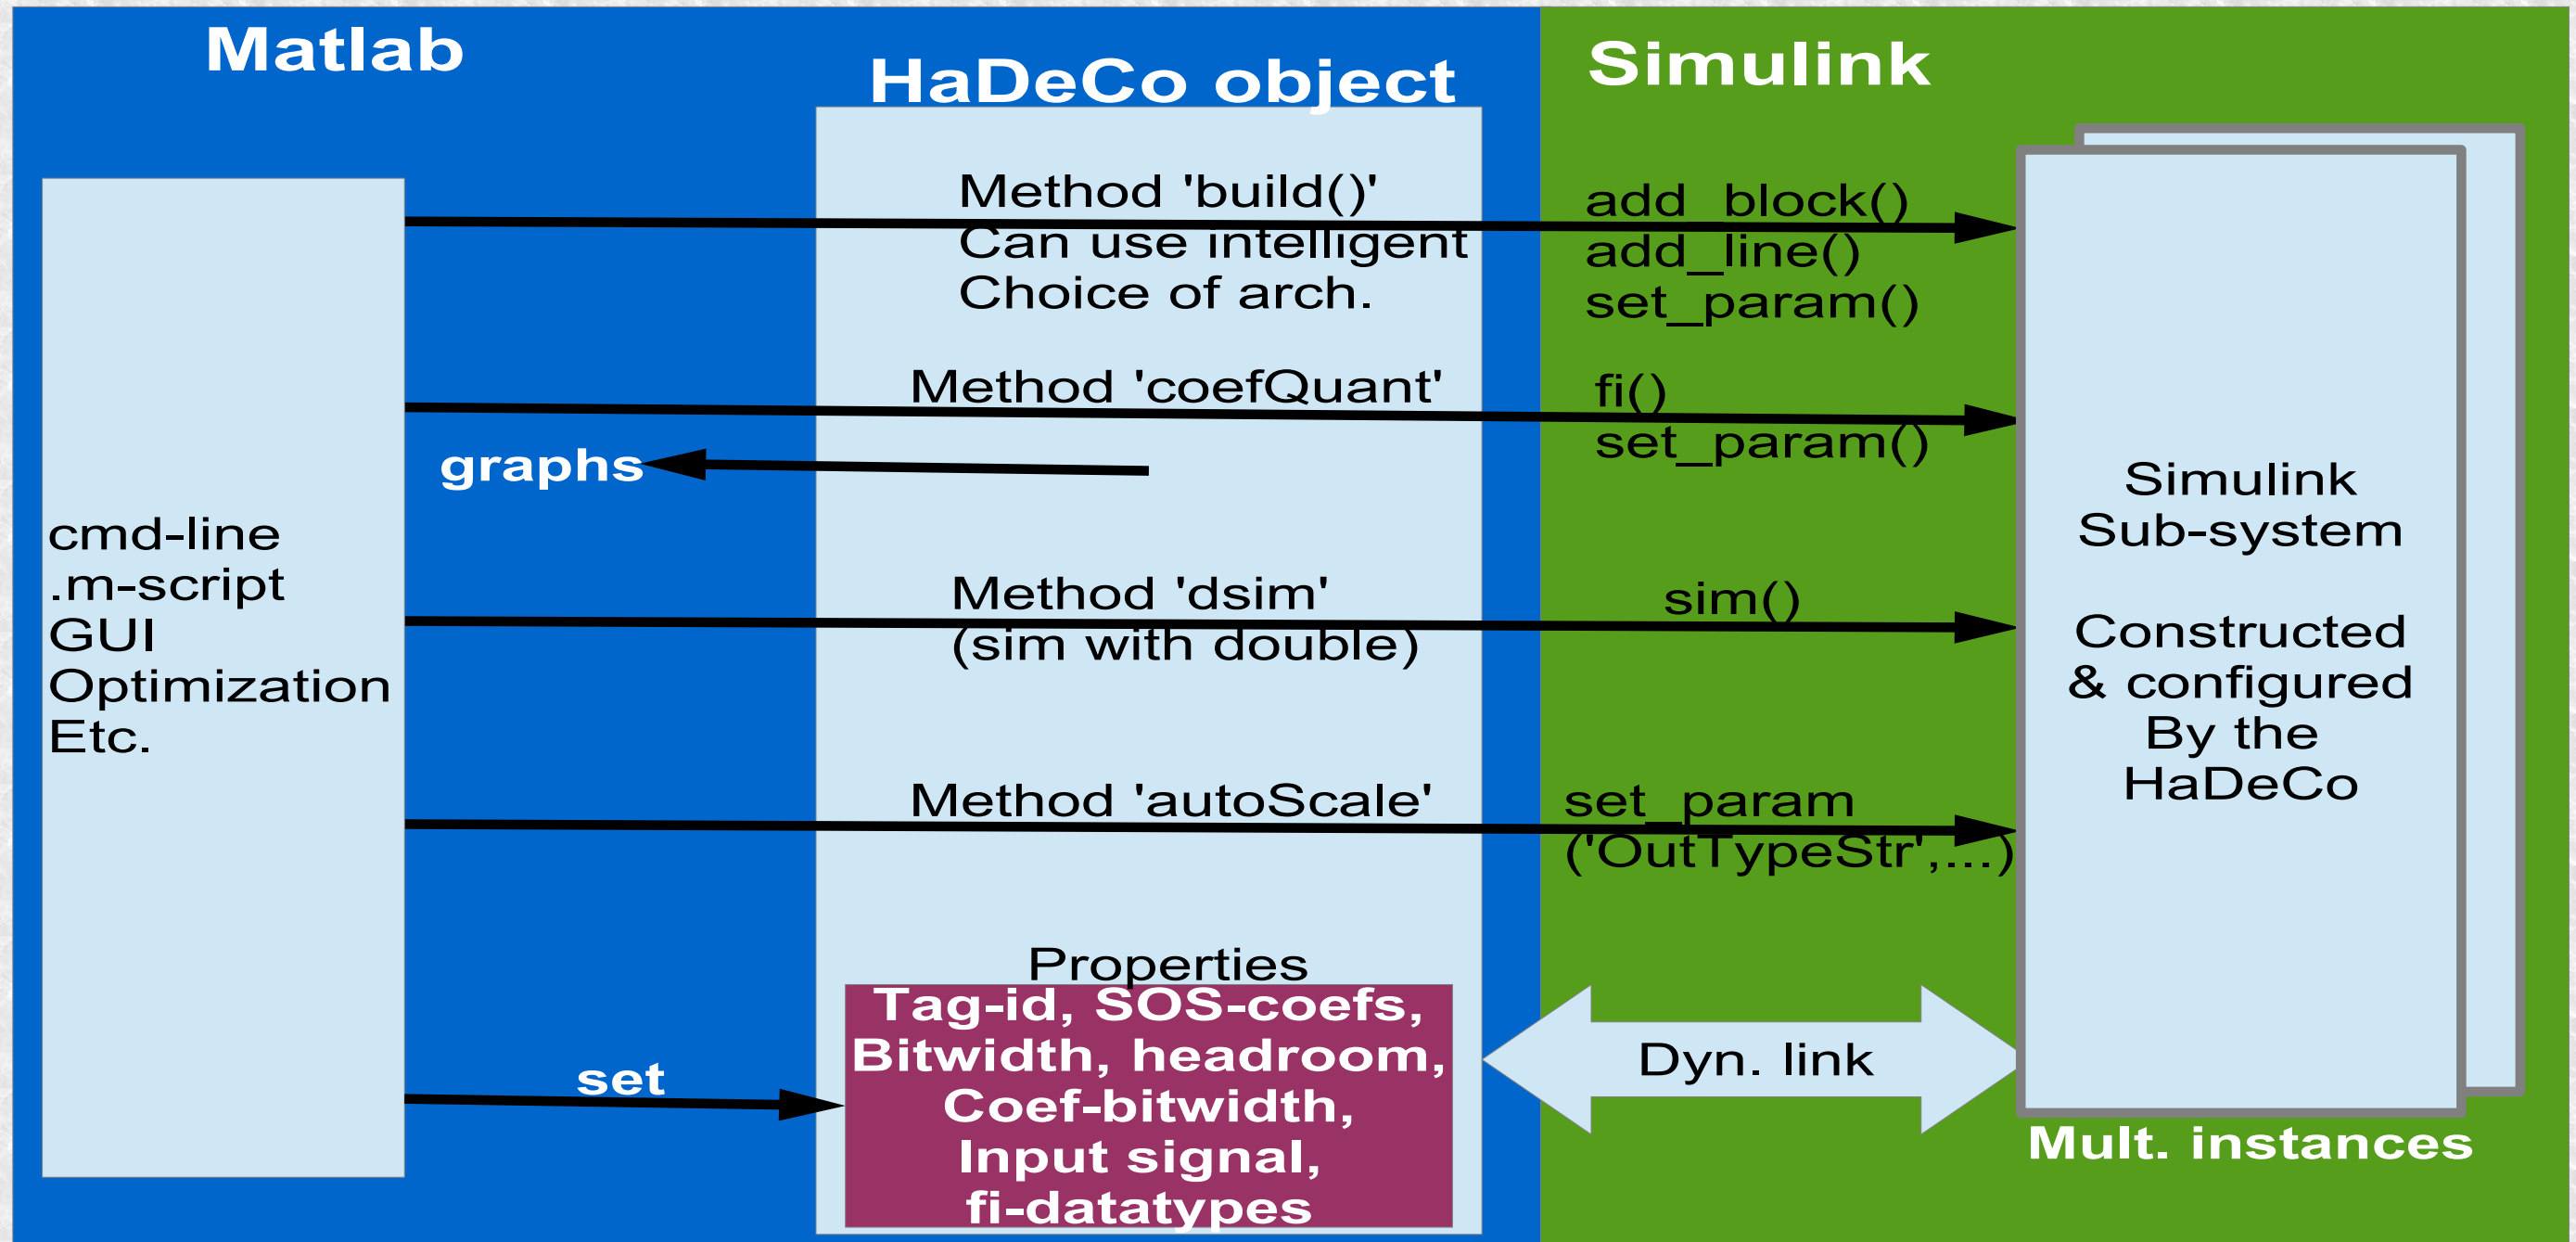 Matlab
HaDeCo object
Simulink
cmd-line
.m-script
GUI
Optimization
Etc.
Method 'build()'
Can use intelligent
Choice of arch.
add_block()
add_line()
set_param()
Method 'coefQuant'
fi()
set_param()
graphs
Method 'dsim'
(sim with double)
sim()
Method 'autoScale'
set_param
('OutTypeStr',...)
Properties
Tag-id, SOS-coefs,
Bitwidth, headroom,
Coef-bitwidth,
Input signal,
fi-datatypes
set
Dyn. link
Simulink
Sub-system
Constructed
& configured
By the
HaDeCo
Mult. instances